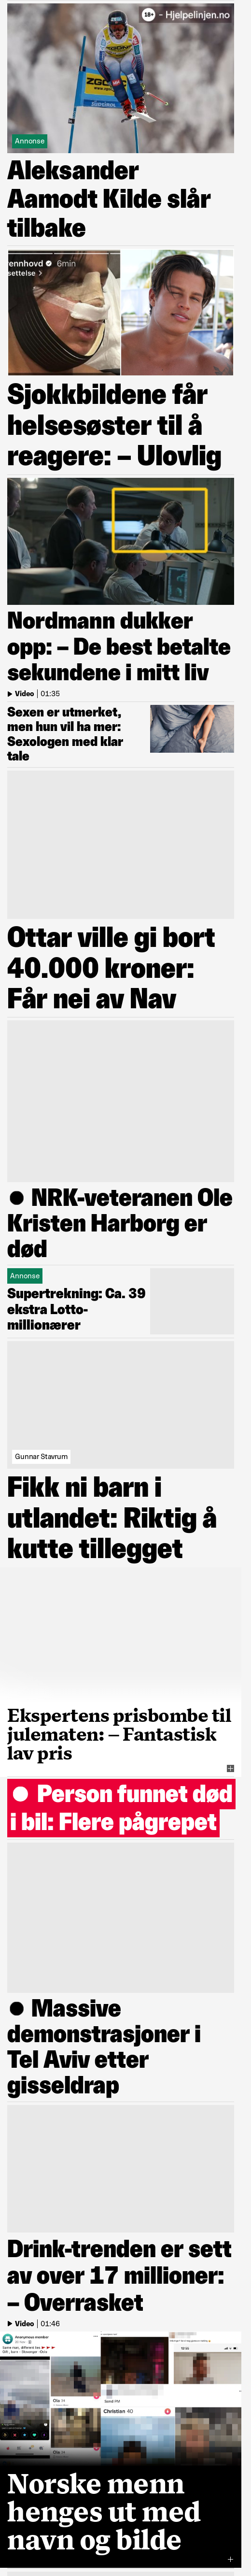 18+ - Hjelpelinjen.no
Annonse
Aleksander
Aamodt Kilde slår
tilbake
ennhovd 6min
settelse >
Sjokkbildene får
helsesøster til å
reagere: – Ulovlig
Nordmann dukker
opp: – De best betalte
sekundene i mitt liv
Video | 01:35
Sexen er utmerket,
men hun vil ha mer:
Sexologen med klar
tale
Ottar ville gi bort
40.000 kroner:
Får nei av Nav
● NRK-veteranen Ole
Kristen Harborg er
død
Annonse
Supertrekning: Ca. 39
ekstra Lotto-
millionærer
Gunnar Stavrum
Fikk ni barn i
utlandet: Riktig å
kutte tillegget
Ekspertens prisbombe til
julematen: – Fantastisk
lav pris
● Person funnet død
i bil: Flere pågrepet
● Massive
demonstrasjoner i
Tel Aviv etter
gisseldrap
Drink-trenden er sett
av over 17 millioner:
– Overrasket
Video | 01:46
Anonymous member
Send PM
Christian 40
Norske menn
henges ut med
navn og bilde